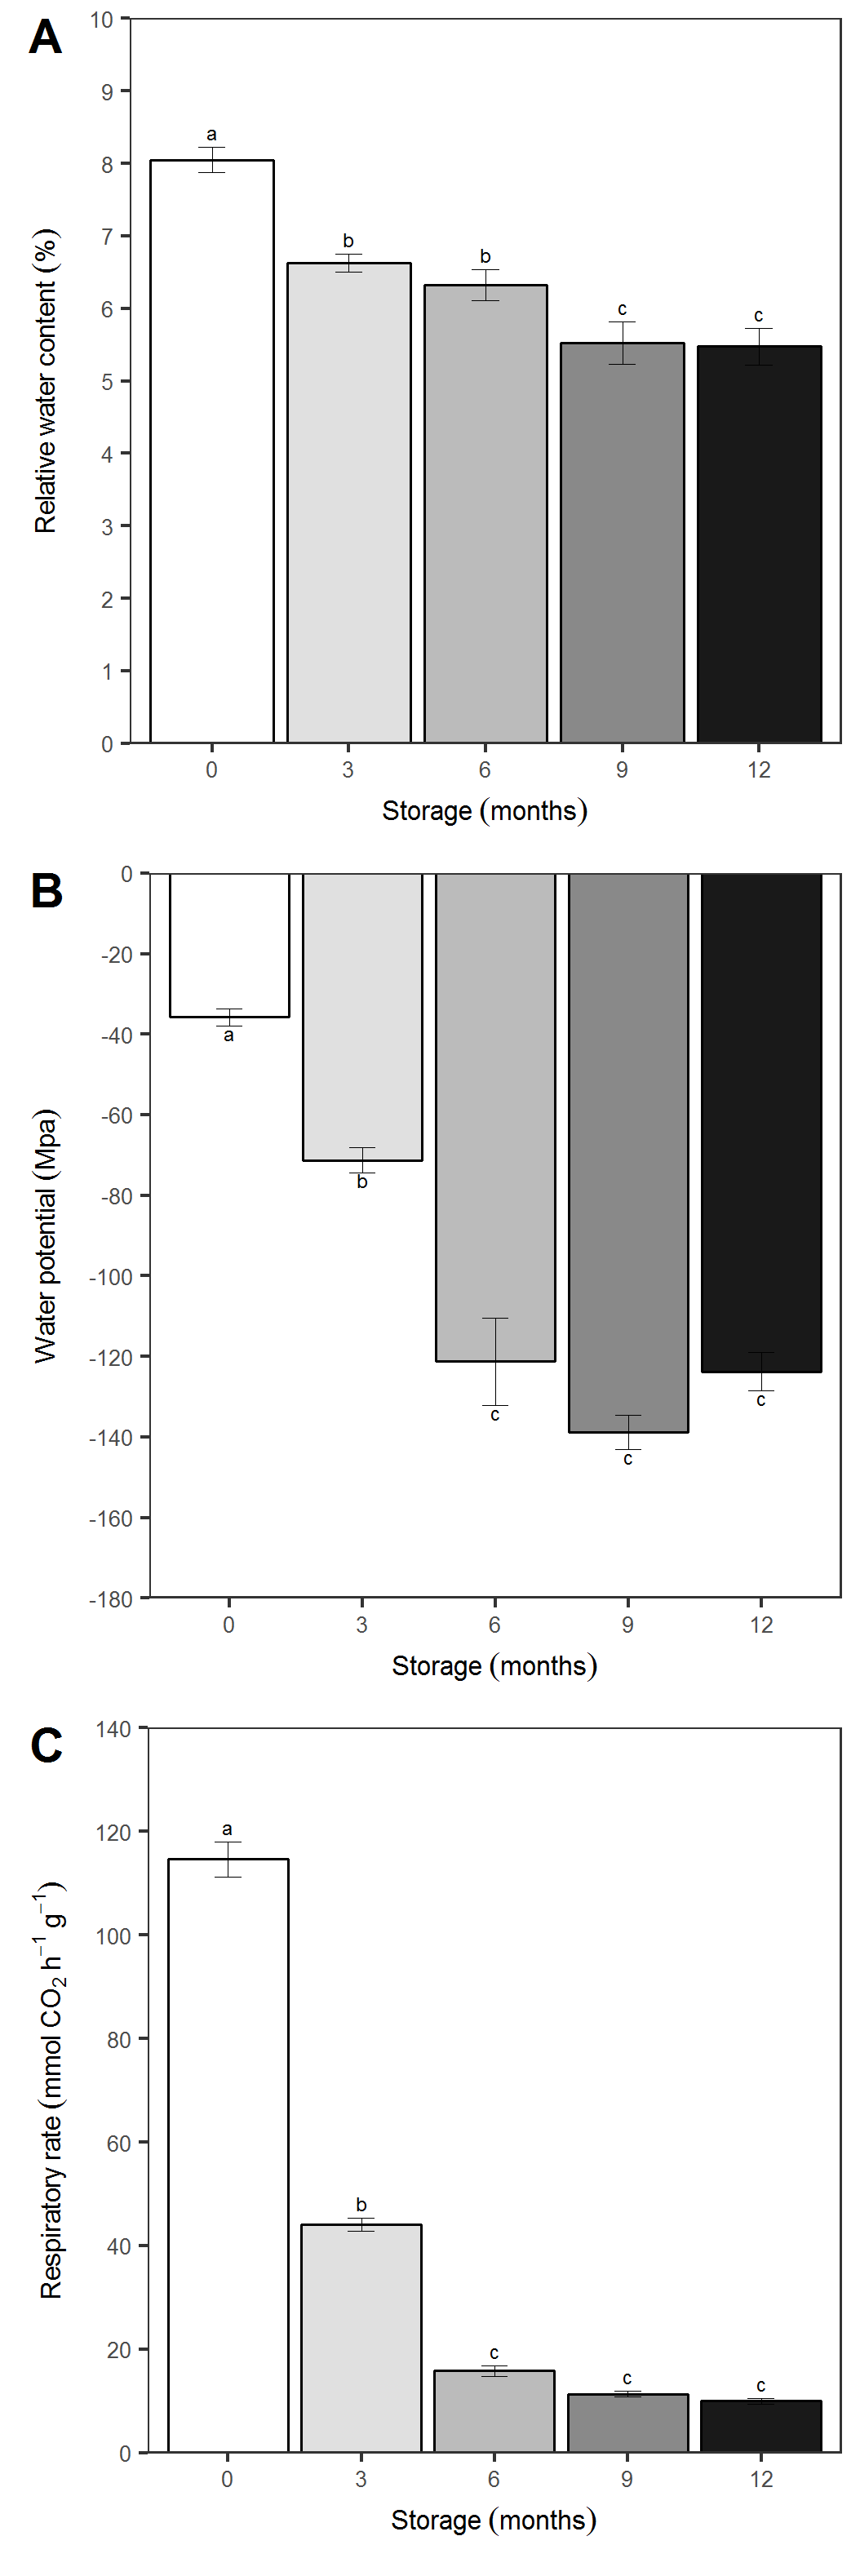 A
10
9
8
7
6
5
4
3
2
1
0
Relative water content (%)
a
b
b
c
c
0 3 6 9 12
Storage (months)
B
0
-20
-40
-60
-80
-100
-120
-140
-160
-180
Water potential (Mpa)
a
b
c
c
c
0 3 6 9 12
Storage (months)
C
140
120
100
80
60
40
20
0
Respiratory rate (mmol CO₂ h⁻¹ g⁻¹)
a
b
c
c
c
0 3 6 9 12
Storage (months)